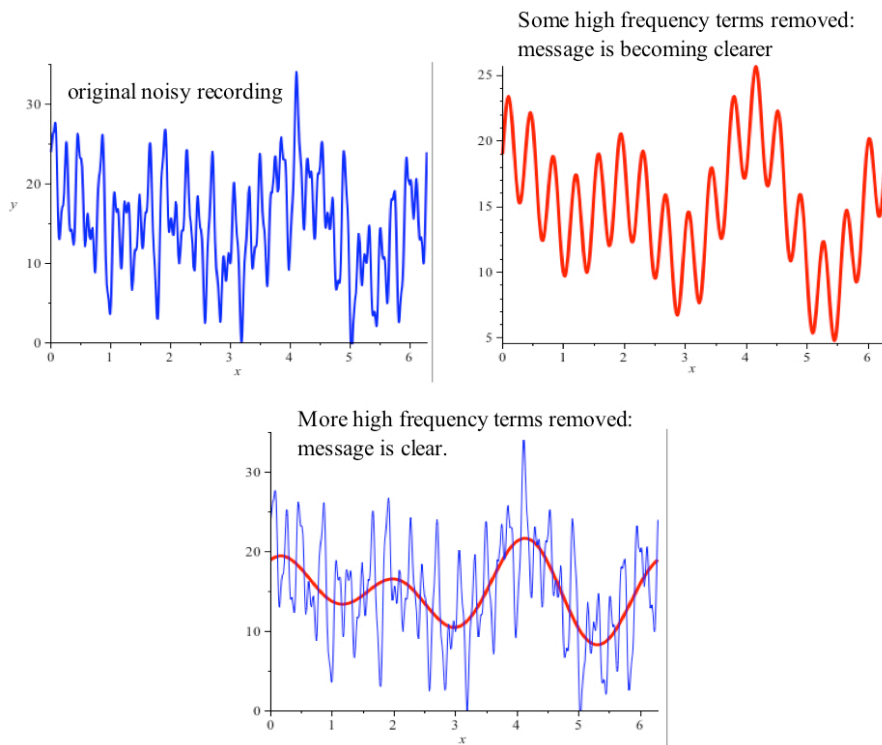 original noisy recording
30
20
y
10
0
0 1 2 3 4 5 6
x
Some high frequency terms removed:
message is becoming clearer
25
20
15
10
5
0 1 2 3 4 5 6
x
More high frequency terms removed:
message is clear.
30
20
10
0
0 1 2 3 4 5 6
x